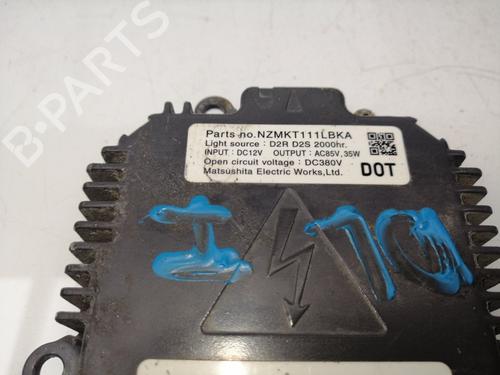 Parts no.NZMKT111LBKA
Light source : D2R D2S 2000hr.
INPUT : DC12V OUTPUT : AC85V, 35W
Open circuit voltage : DC380V
Matsushita Electric Works,Ltd.
DOT